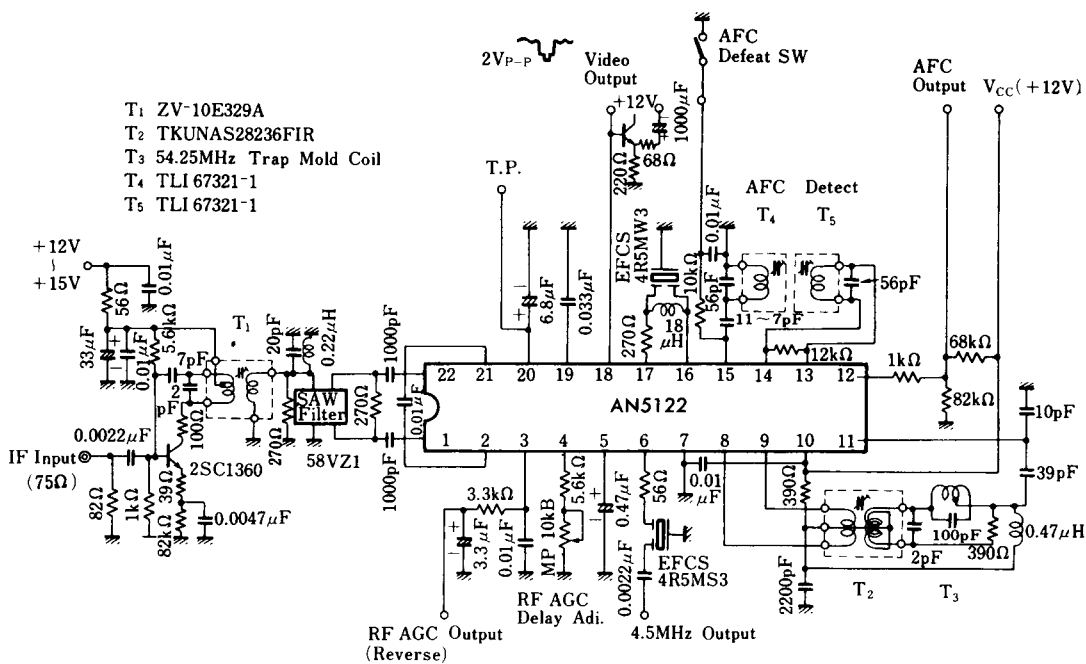 2VP-P
Video Output
+12V
1000μF
68Ω
220Ω
AFC Defeat SW
AFC Output
VCC(+12V)
T1 ZV-10E329A
T2 TKUNAS28236FIR
T3 54.25MHz Trap Mold Coil
T4 TLI 67321-1
T5 TLI 67321-1
T.P.
6.8μF
0.033μF
EFCS 4R5MW3
270Ω
18 μH
10kΩ
0.01μF
56pF
11~7pF
AFC T4
Detect T5
56pF
12kΩ
1kΩ
68kΩ
82kΩ
10pF
39pF
+12V
~
+15V
56Ω
0.01μF
33μF
0.01μF
5.6kΩ
7pF
2 pF
T1
20pF
0.22μH
100Ω
270Ω
SAW Filter
58VZ1
1000pF
270Ω
1000pF
0.01μF
22 21 20 19 18 17 16 15 14 13 12
AN5122
1 2 3 4 5 6 7 8 9 10 11
IF Input (75Ω)
0.0022μF
82Ω
1kΩ
2SC1360
39Ω
82kΩ
0.0047μF
3.3kΩ
3.3μF
0.01μF
RF AGC Output (Reverse)
5.6kΩ
MP 10kB
RF AGC Delay Adi.
0.47μF
56Ω
EFCS 4R5MS3
0.0022μF
4.5MHz Output
0.01 μF
390Ω
2200pF
T2
2pF
100pF
390Ω
T3
0.47μH